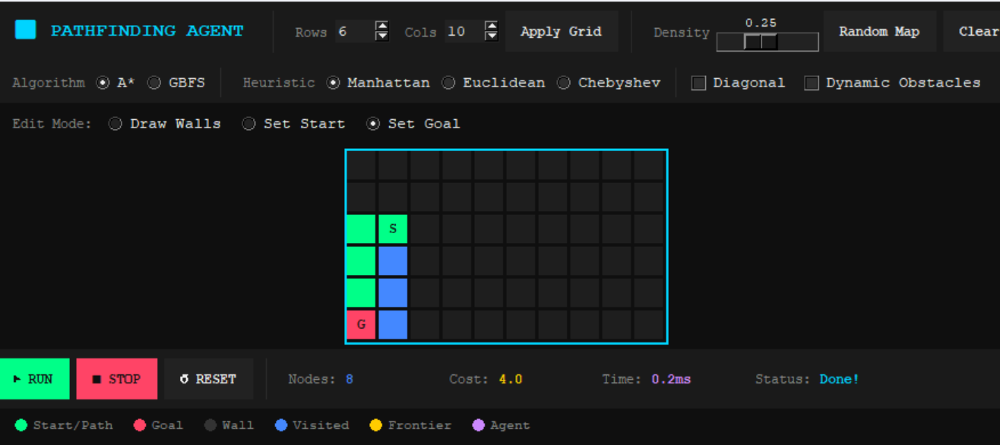 PATHFINDING AGENT Rows 6 Cols 10 Apply Grid Density 0.25 Random Map Clear
Algorithm A* GBFS Heuristic Manhattan Euclidean Chebyshev Diagonal Dynamic Obstacles
Edit Mode: Draw Walls Set Start Set Goal
S
G
► RUN ■ STOP ↺ RESET Nodes: 8 Cost: 4.0 Time: 0.2ms Status: Done!
Start/Path Goal Wall Visited Frontier Agent